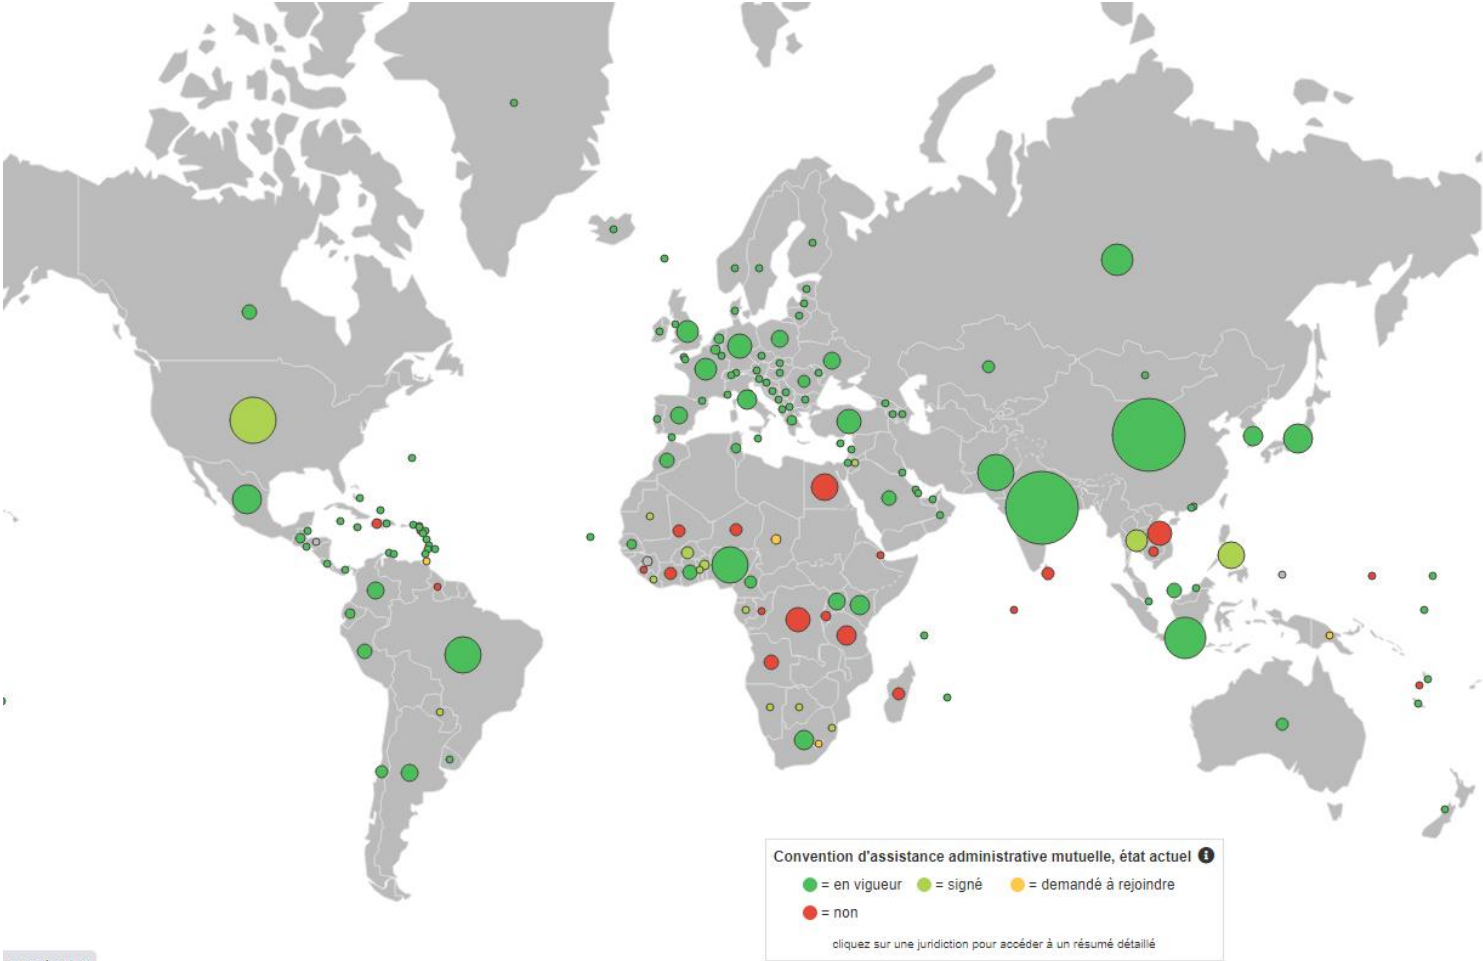 Convention d'assistance administrative mutuelle, état actuel
= en vigueur = signé = demandé à rejoindre
= non
cliquez sur une juridiction pour accéder à un résumé détaillé